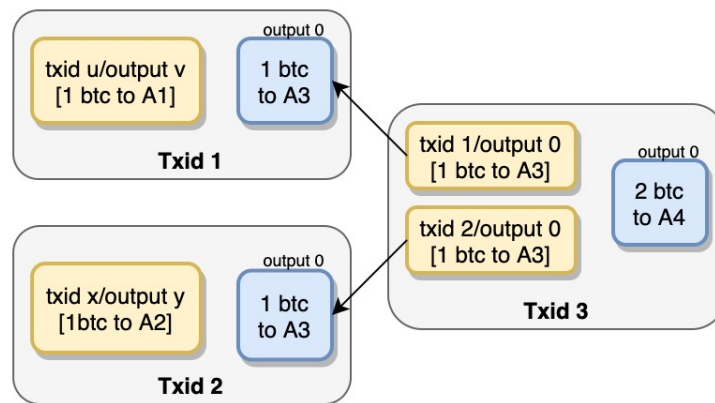 output 0
txid u/output v
[1 btc to A1]
1 btc
to A3
Txid 1
output 0
txid x/output y
[1btc to A2]
1 btc
to A3
Txid 2
txid 1/output 0
[1 btc to A3]
txid 2/output 0
[1 btc to A3]
output 0
2 btc
to A4
Txid 3